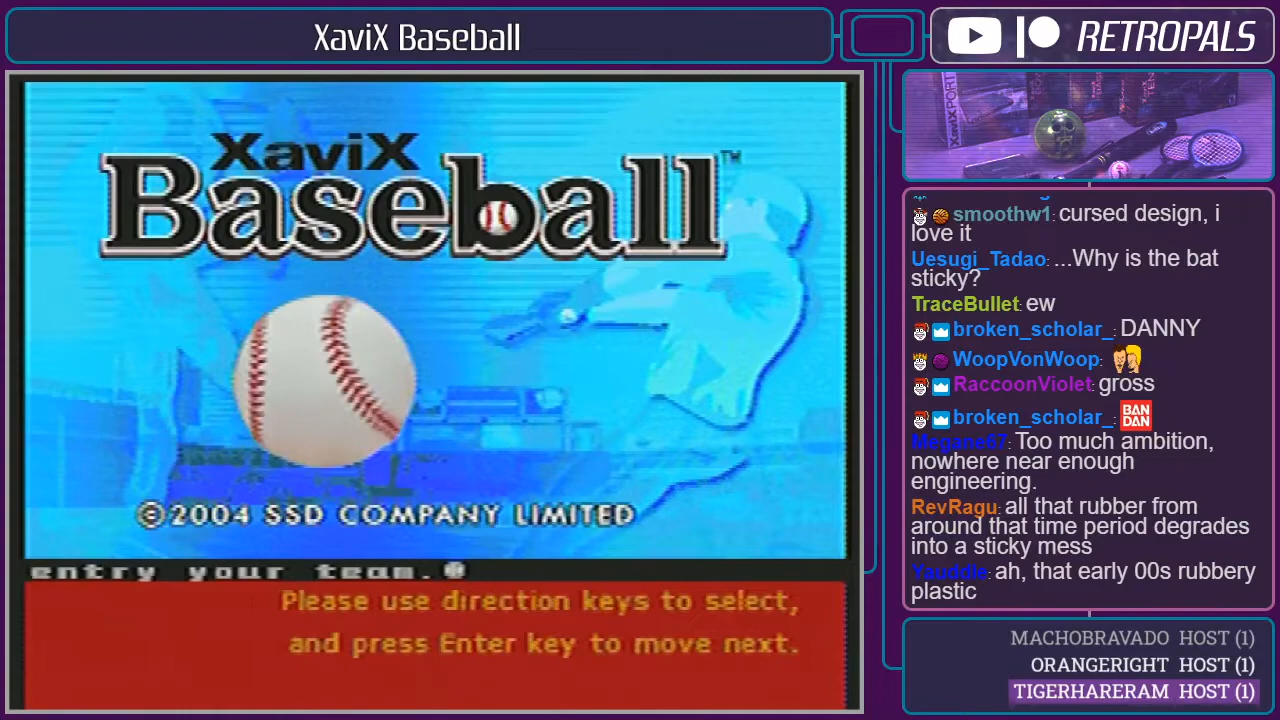 XaviX Baseball
RETROPALS
XaviX
Baseball™
©2004 SSD COMPANY LIMITED
entry your team.
Please use direction keys to select,
and press Enter key to move next.
smoothw1: cursed design, i
love it
Uesugi_Tadao: ...Why is the bat
sticky?
TraceBullet: ew
broken_scholar_: DANNY
WoopVonWoop:
RaccoonViolet: gross
broken_scholar_: BAN
DAN
Megane67: Too much ambition,
nowhere near enough
engineering.
RevRagu: all that rubber from
around that time period degrades
into a sticky mess
Yauddle: ah, that early 00s rubbery
plastic
MACHOBRAVADO HOST (1)
ORANGERIGHT HOST (1)
TIGERHARERAM HOST (1)